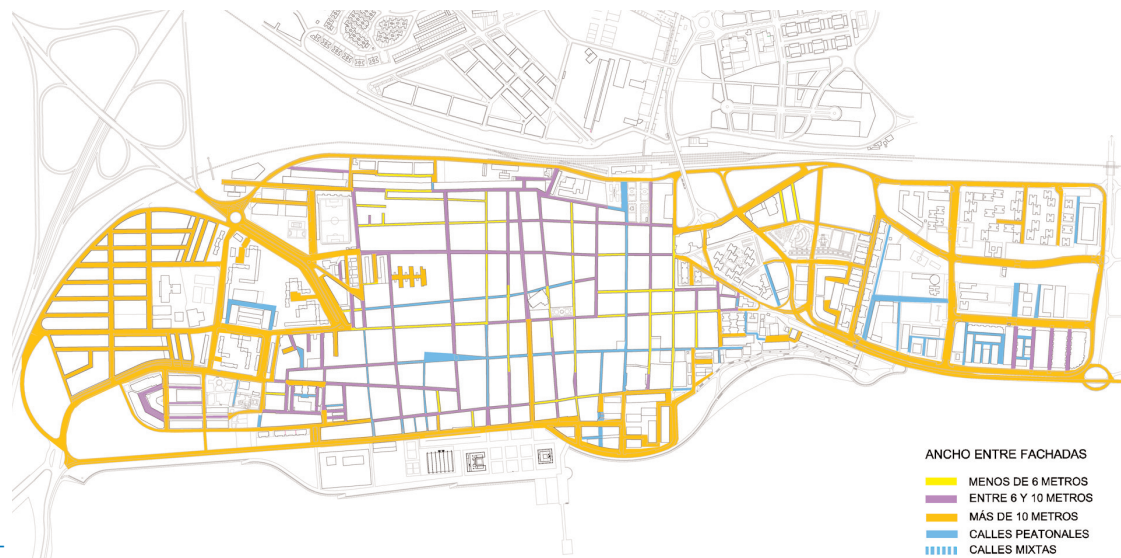 ANCHO ENTRE FACHADAS
MENOS DE 6 METROS
ENTRE 6 Y 10 METROS
MÁS DE 10 METROS
CALLES PEATONALES
CALLES MIXTAS